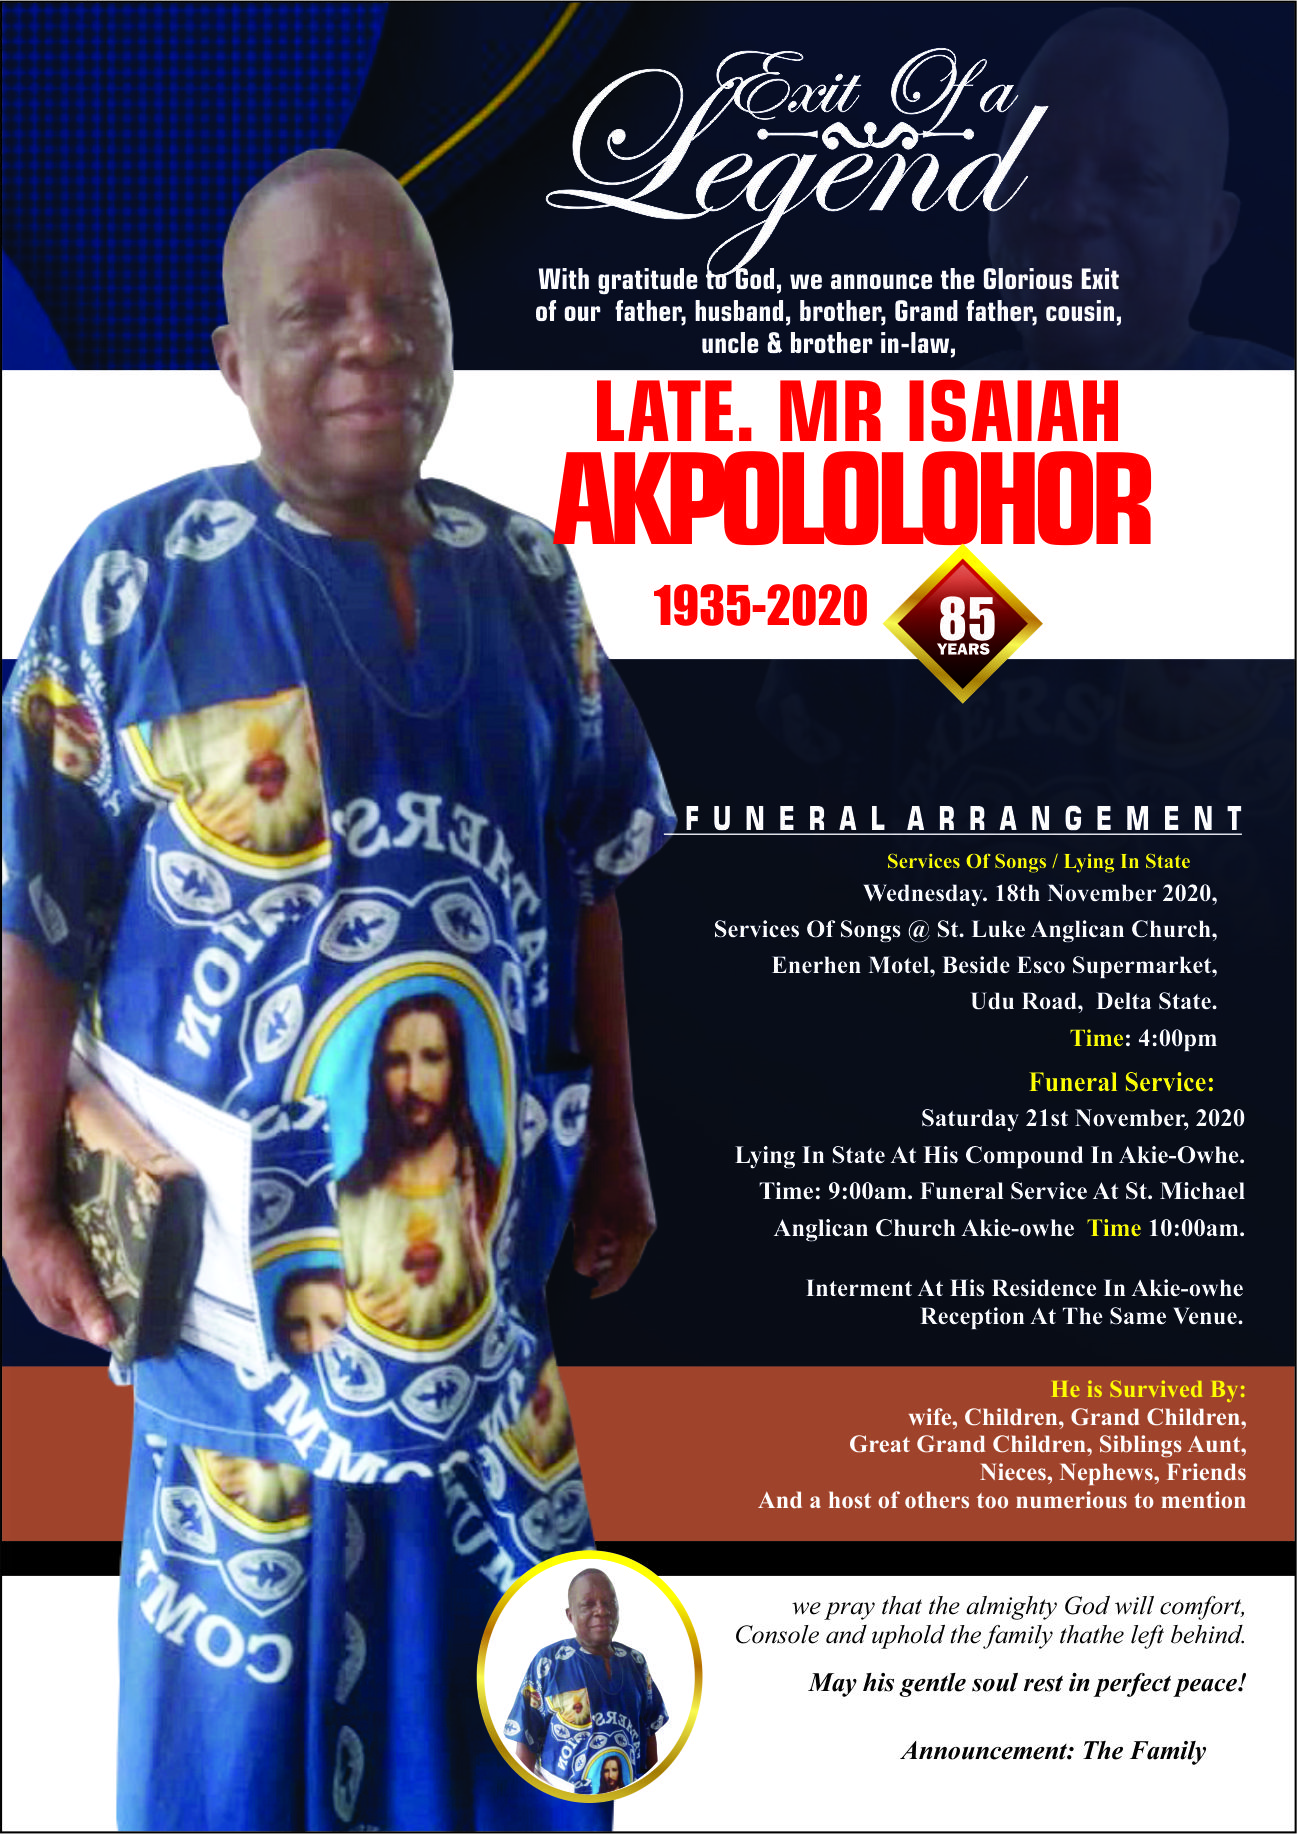 Exit Of a
Legend
With gratitude to God, we announce the Glorious Exit
of our father, husband, brother, Grand father, cousin,
uncle & brother in-law,
LATE. MR ISAIAH
AKPOLOLOHOR
1935-2020
85
YEARS
FUNERAL ARRANGEMENT
Services Of Songs / Lying In State
Wednesday. 18th November 2020,
Services Of Songs @ St. Luke Anglican Church,
Enerhen Motel, Beside Esco Supermarket,
Udu Road, Delta State.
Time: 4:00pm
Funeral Service:
Saturday 21st November, 2020
Lying In State At His Compound In Akie-Owhe.
Time: 9:00am. Funeral Service At St. Michael
Anglican Church Akie-owhe Time 10:00am.
Interment At His Residence In Akie-owhe
Reception At The Same Venue.
He is Survived By:
wife, Children, Grand Children,
Great Grand Children, Siblings Aunt,
Nieces, Nephews, Friends
And a host of others too numerious to mention
we pray that the almighty God will comfort,
Console and uphold the family thathe left behind.
May his gentle soul rest in perfect peace!
Announcement: The Family